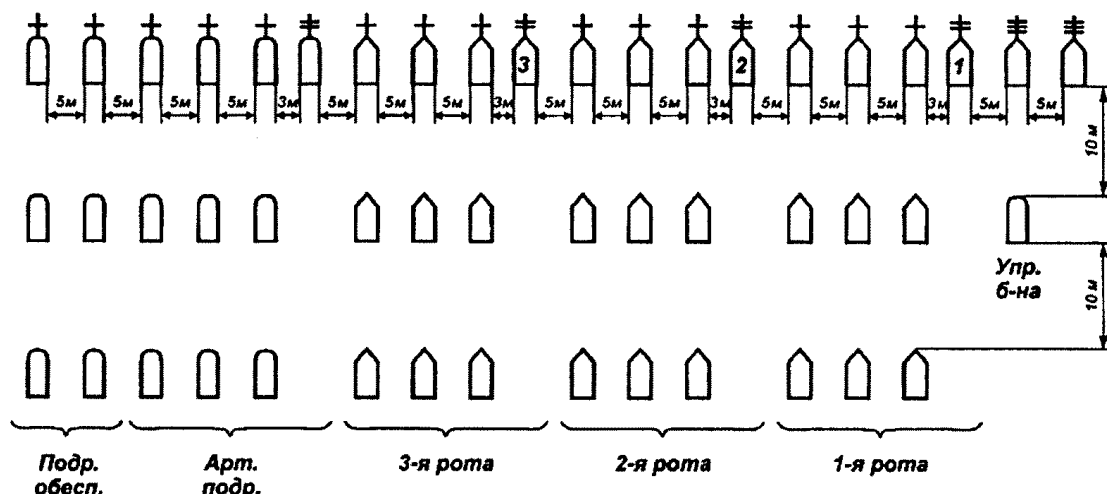 3 2 1
5м 5м 5м 5м 3м 5м 5м 5м 3м 5м 5м 5м 3м 5м 5м 5м 3м 5м 5м
10 м
Упр.
б-на
10 м
Подр.
обесп.
Арт.
подр.
3-я рота
2-я рота
1-я рота